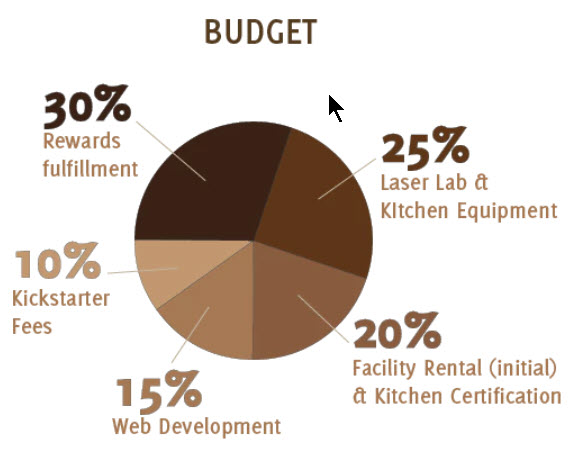 BUDGET
30%
Rewards
fulfillment
25%
Laser Lab &
KItchen Equipment
10%
Kickstarter
Fees
20%
Facility Rental (initial)
& Kitchen Certification
15%
Web Development